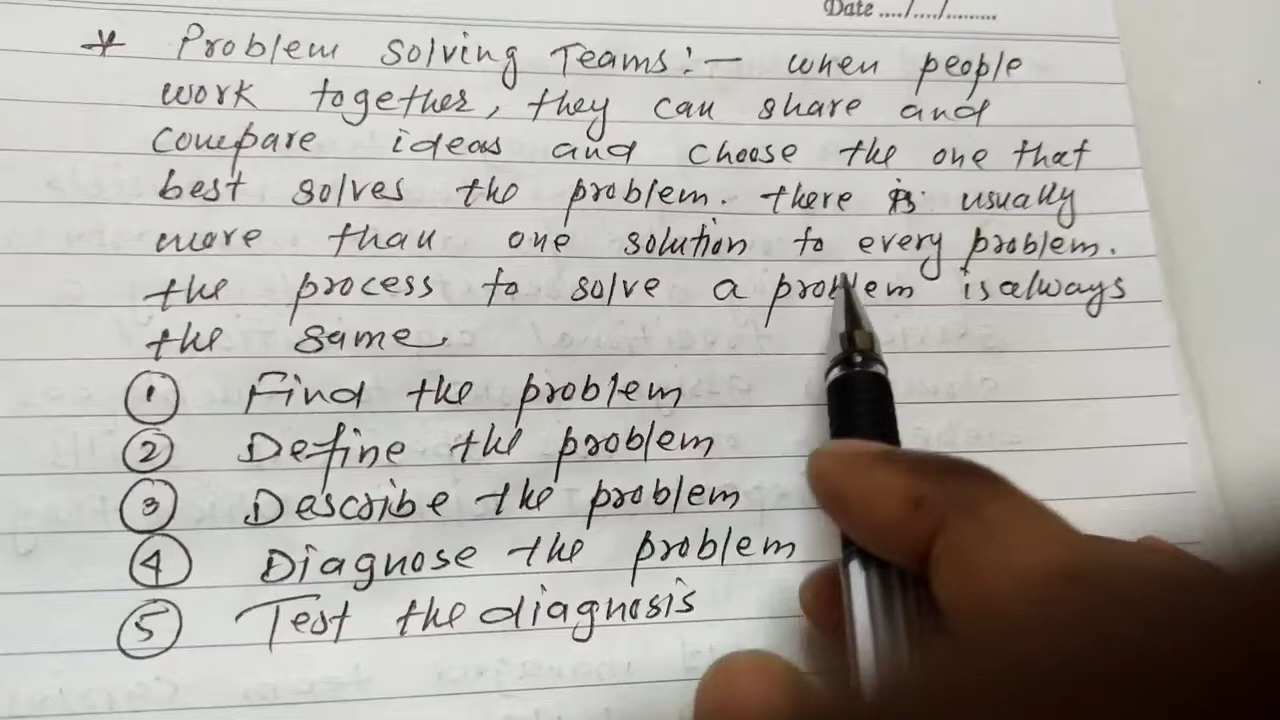 Date ..../..../.........
* Problem Solving Teams:- when people
work together, they can share and
compare ideas and choose the one that
best solves the problem. there is usually
more than one solution to every problem.
the process to solve a problem is always
the same.
① Find the problem
② Define the problem
③ Describe the problem
④ Diagnose the problem
⑤ Test the diagnosis